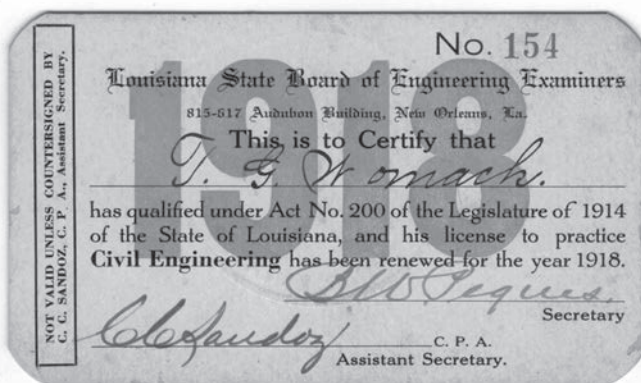 No. 154
Louisiana State Board of Engineering Examiners
815-617 Audubon Building, New Orleans, La.
This is to Certify that
T. G. Womack.
has qualified under Act No. 200 of the Legislature of 1914
of the State of Louisiana, and his license to practice
Civil Engineering has been renewed for the year 1918.
B.W. Pegues.
Secretary
CC Sandoz C. P. A.
Assistant Secretary.
1918
NOT VALID UNLESS COUNTERSIGNED BY
C. C. SANDOZ, C. P. A., Assistant Secretary.